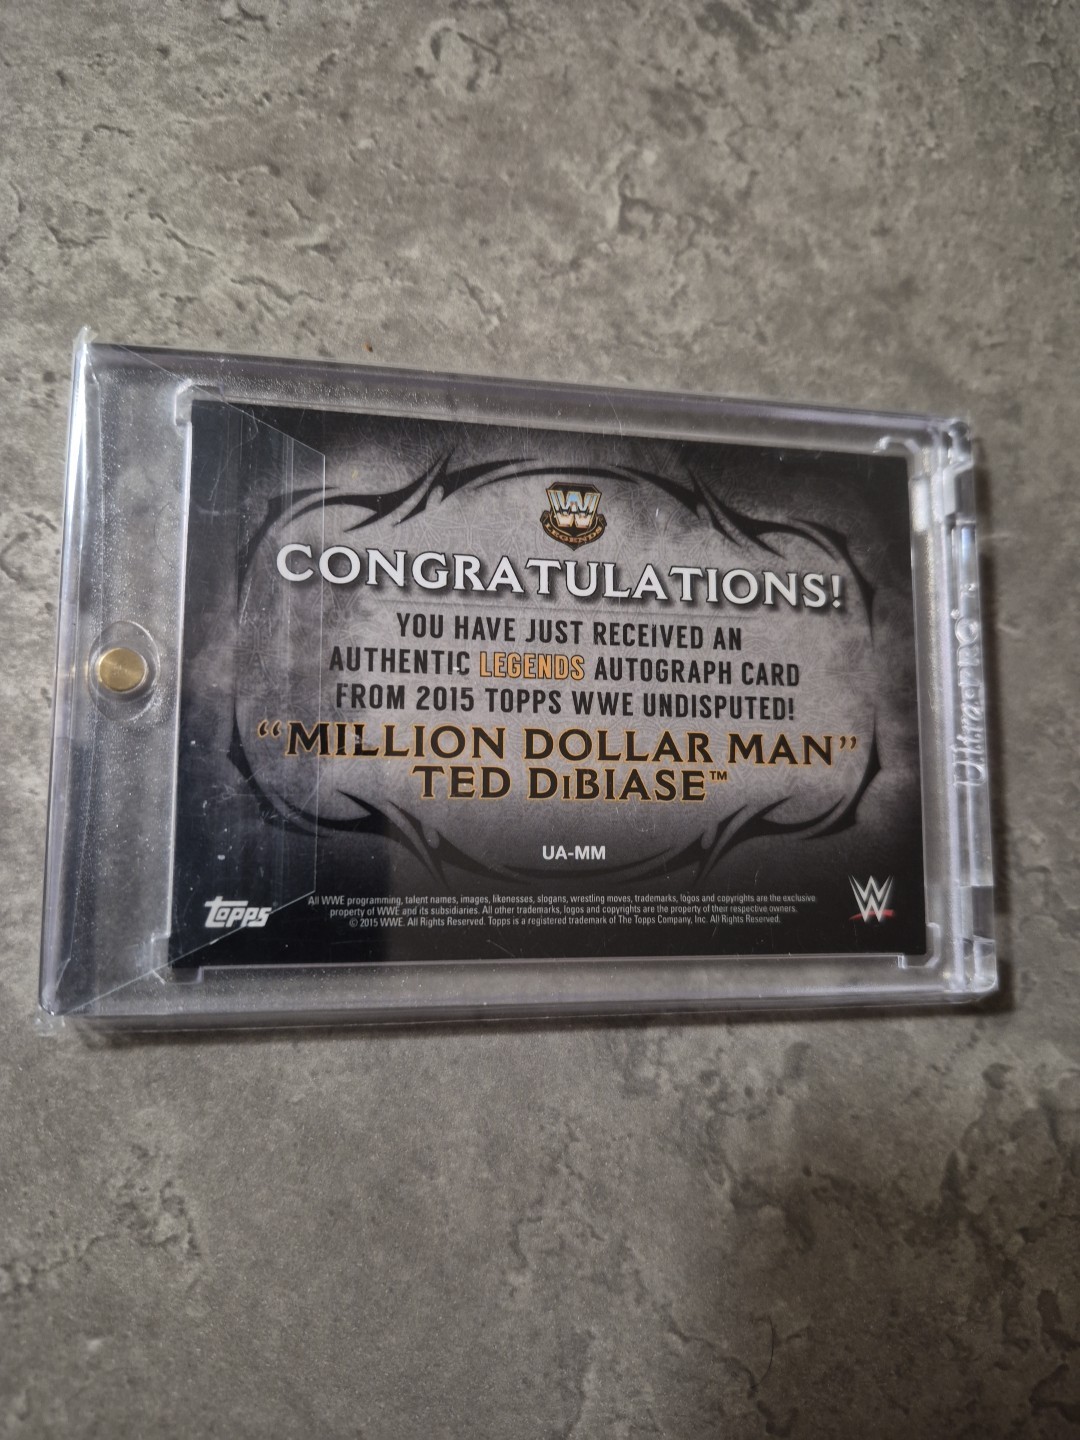 W
LEGENDS
CONGRATULATIONS!
YOU HAVE JUST RECEIVED AN
AUTHENTIC LEGENDS AUTOGRAPH CARD
FROM 2015 TOPPS WWE UNDISPUTED!
“MILLION DOLLAR MAN”
TED DiBIASE™
UA-MM
All WWE programming, talent names, images, likenesses, slogans, wrestling moves, trademarks, logos and copyrights are the exclusive
property of WWE and its subsidiaries. All other trademarks, logos and copyrights are the property of their respective owners.
© 2015 WWE. All Rights Reserved. Topps is a registered trademark of The Topps Company, Inc. All Rights Reserved.
topps
W
Ultra·PRO